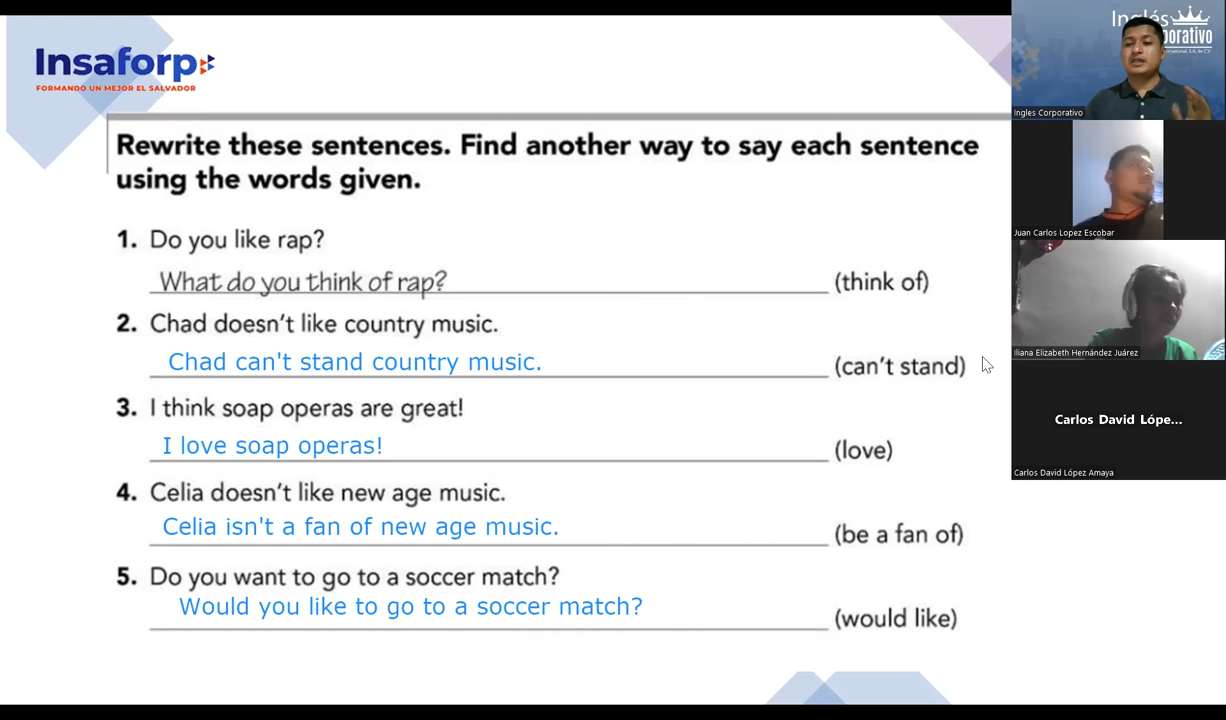 Insaforp
FORMANDO UN MEJOR EL SALVADOR
Rewrite these sentences. Find another way to say each sentence
using the words given.
1. Do you like rap?
What do you think of rap? (think of)
2. Chad doesn't like country music.
Chad can't stand country music. (can't stand)
3. I think soap operas are great!
I love soap operas! (love)
4. Celia doesn't like new age music.
Celia isn't a fan of new age music. (be a fan of)
5. Do you want to go to a soccer match?
Would you like to go to a soccer match? (would like)
Inglés
Ingles Corporativo
Juan Carlos Lopez Escobar
Iliana Elizabeth Hernández Juárez
Carlos David Lópe...
Carlos David López Amaya